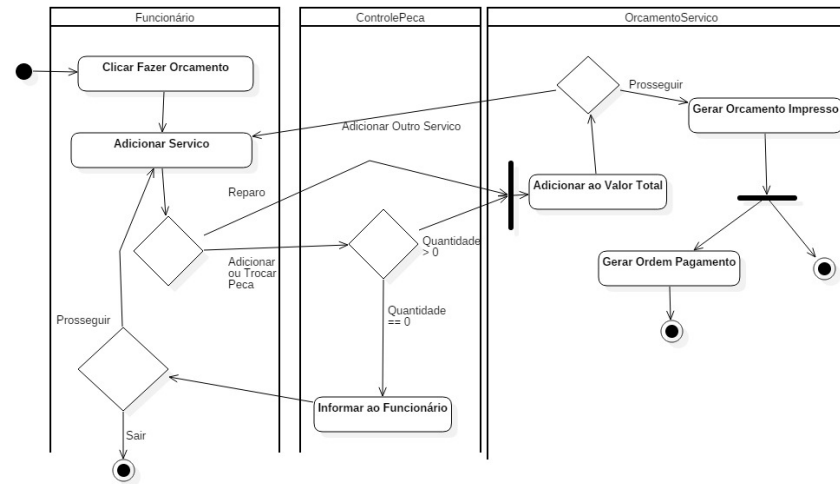 Funcionário
ControlePeca
OrcamentoServico
Clicar Fazer Orcamento
Prosseguir
Gerar Orcamento Impresso
Adicionar Outro Servico
Adicionar Servico
Reparo
Adicionar ao Valor Total
Adicionar
ou Trocar
Peca
Quantidade
> 0
Gerar Ordem Pagamento
Quantidade
== 0
Prosseguir
Informar ao Funcionário
Sair